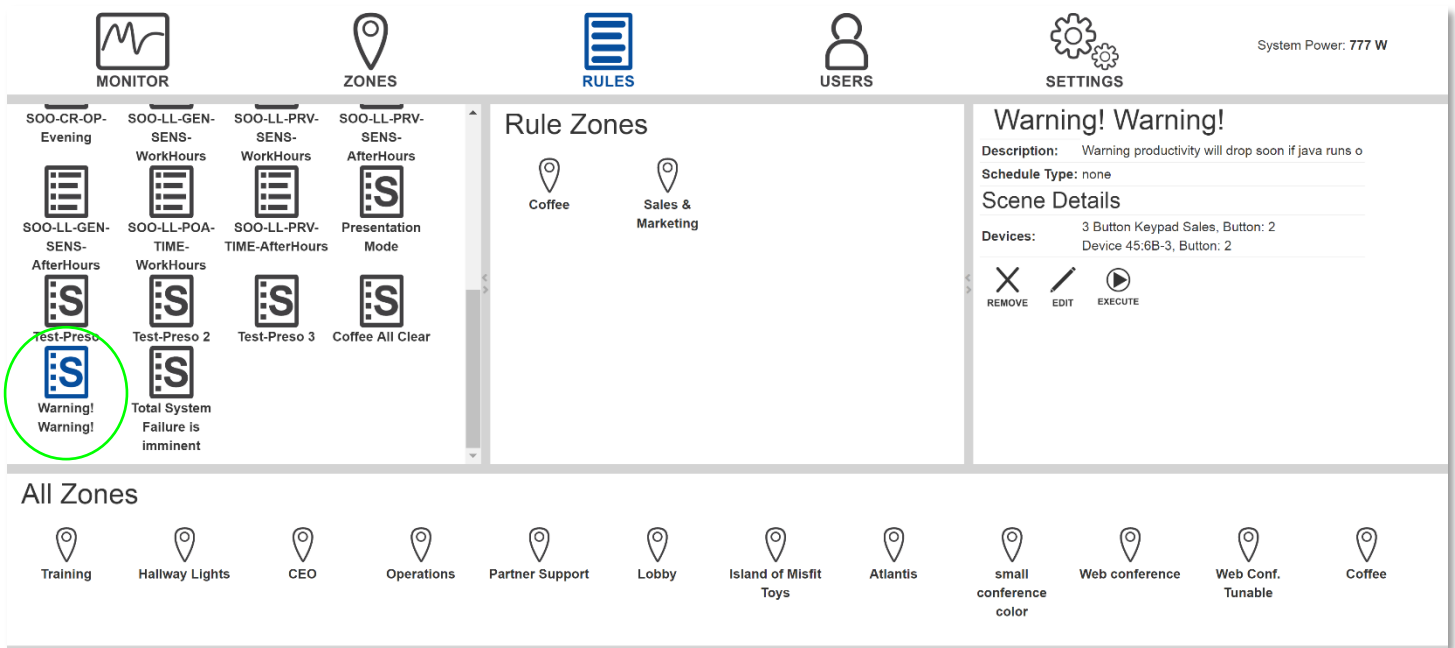 MONITOR
ZONES
RULES
USERS
SETTINGS
System Power: 777 W
SOO-CR-OP-
Evening
SOO-LL-GEN-
SENS-
WorkHours
SOO-LL-PRV-
SENS-
WorkHours
SOO-LL-PRV-
SENS-
AfterHours
SOO-LL-GEN-
SENS-
AfterHours
SOO-LL-POA-
TIME-
WorkHours
SOO-LL-PRV-
TIME-AfterHours
S
Presentation
Mode
S
Test-Preso
S
Test-Preso 2
S
Test-Preso 3
S
Coffee All Clear
S
Warning!
Warning!
S
Total System
Failure is
imminent
Rule Zones
Coffee
Sales &
Marketing
Warning! Warning!
Description: Warning productivity will drop soon if java runs o
Schedule Type: none
Scene Details
Devices:
3 Button Keypad Sales, Button: 2
Device 45:6B-3, Button: 2
REMOVE
EDIT
EXECUTE
All Zones
Training
Hallway Lights
CEO
Operations
Partner Support
Lobby
Island of Misfit
Toys
Atlantis
small
conference
color
Web conference
Web Conf.
Tunable
Coffee